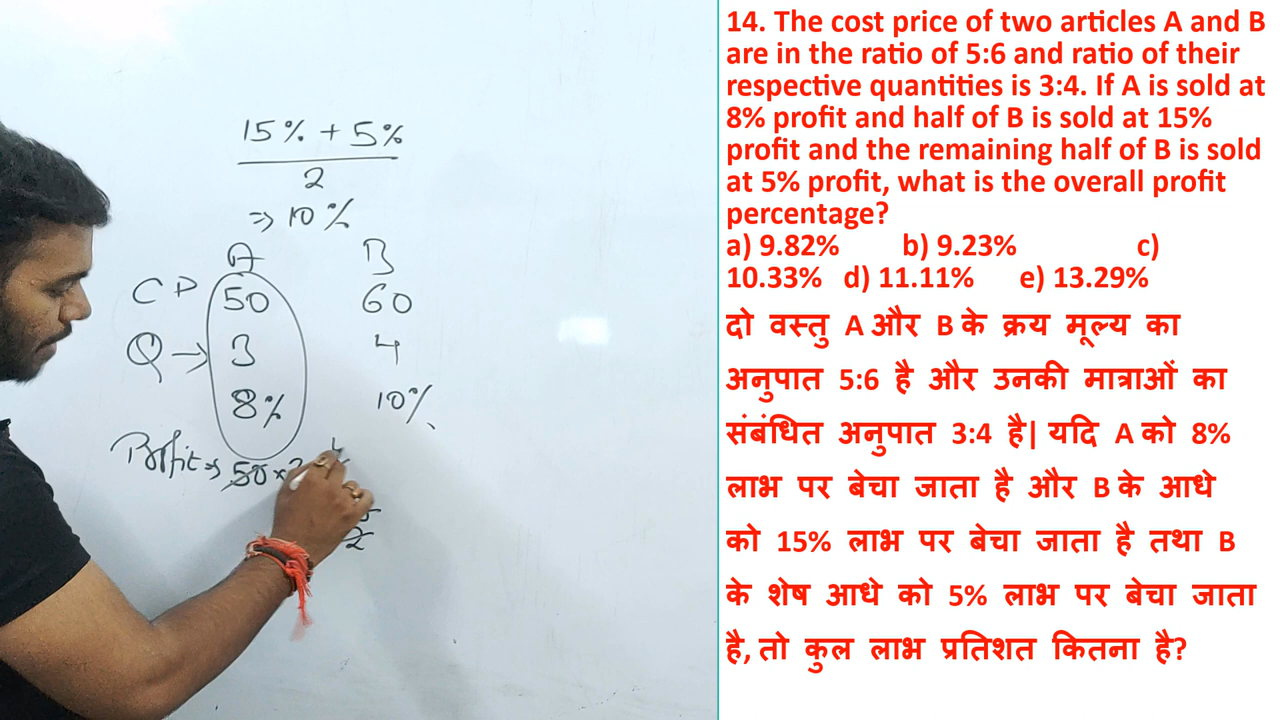 15% + 5%
2
⇒ 10%
A B
CP 50 60
Q → 3 4
8% 10%
Profit ⇒ 50 ×
2
14. The cost price of two articles A and B
are in the ratio of 5:6 and ratio of their
respective quantities is 3:4. If A is sold at
8% profit and half of B is sold at 15%
profit and the remaining half of B is sold
at 5% profit, what is the overall profit
percentage?
a) 9.82% b) 9.23% c)
10.33% d) 11.11% e) 13.29%
दो वस्तु A और B के क्रय मूल्य का
अनुपात 5:6 है और उनकी मात्राओं का
संबंधित अनुपात 3:4 है| यदि A को 8%
लाभ पर बेचा जाता है और B के आधे
को 15% लाभ पर बेचा जाता है तथा B
के शेष आधे को 5% लाभ पर बेचा जाता
है, तो कुल लाभ प्रतिशत कितना है?